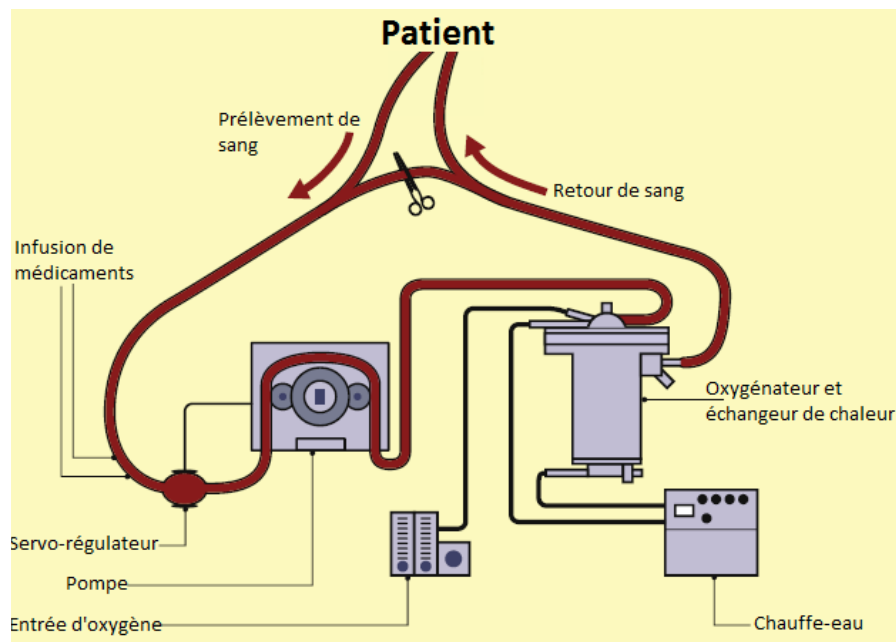 Patient
Prélèvement de
sang
Retour de sang
Infusion de
médicaments
Oxygénateur et
échangeur de chaleur
Servo-régulateur
Pompe
Entrée d'oxygène
Chauffe-eau